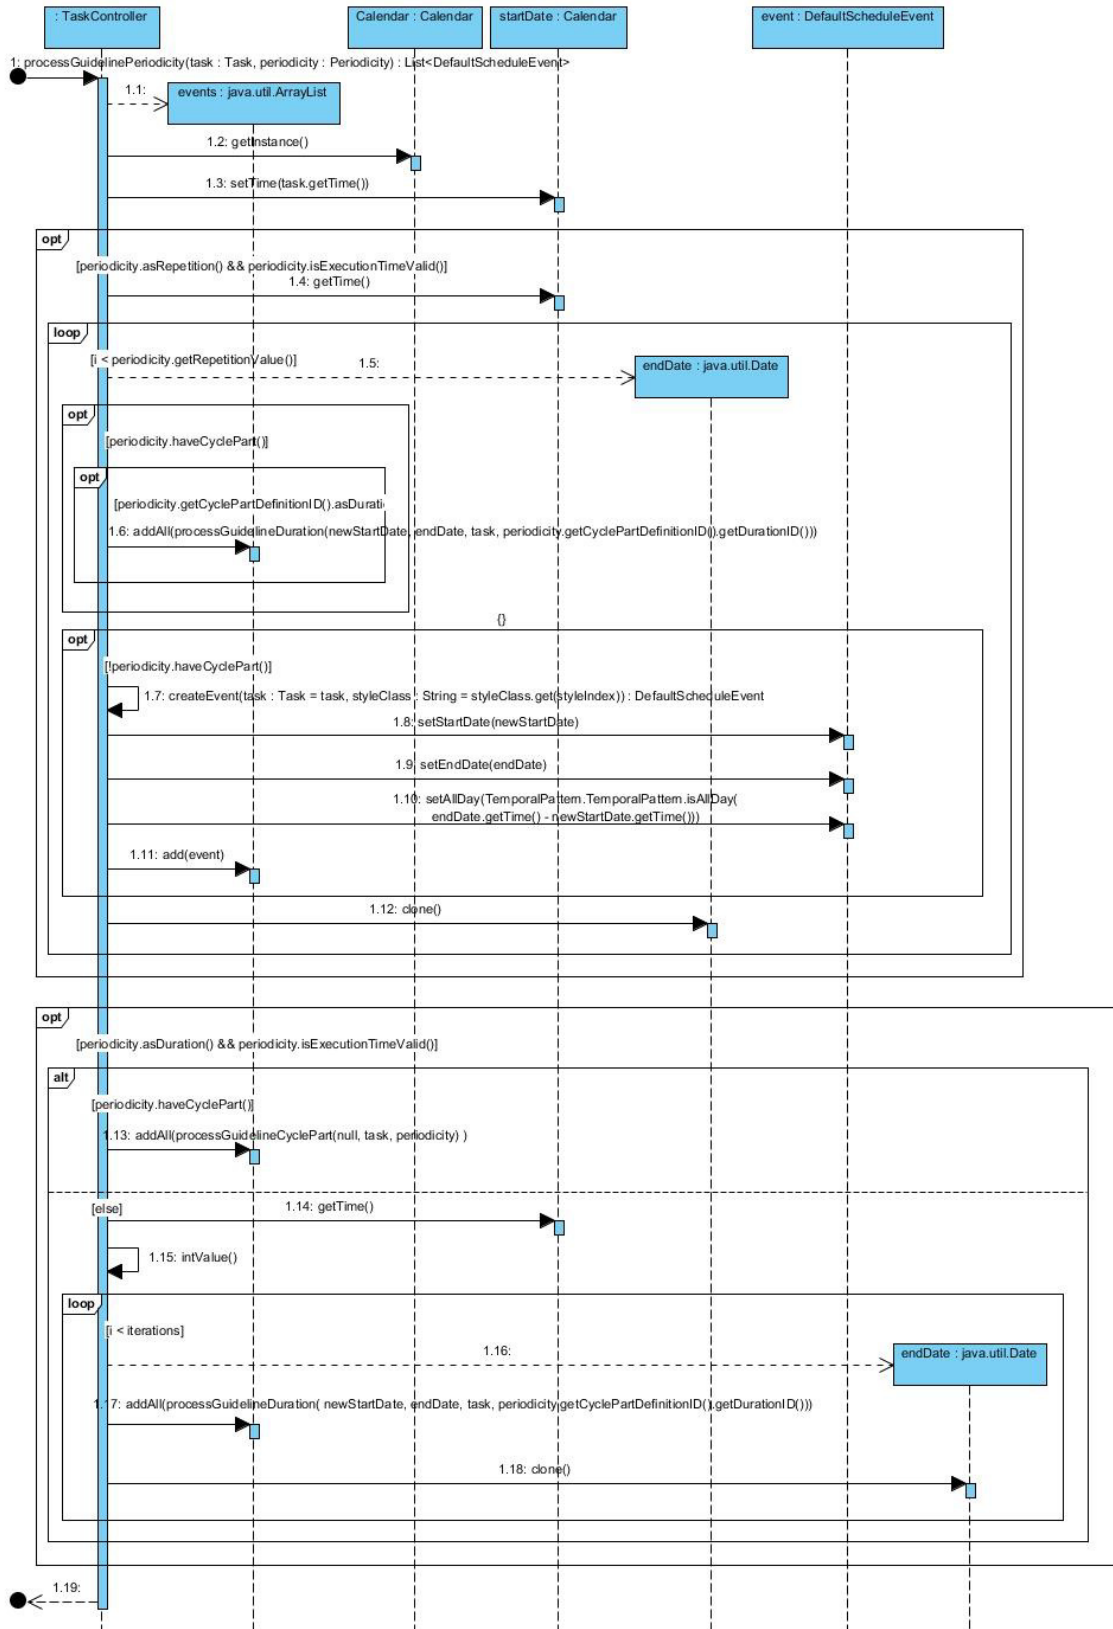 : TaskController
Calendar : Calendar
startDate : Calendar
event : DefaultScheduleEvent
1: processGuidelinePeriodicity(task : Task, periodicity : Periodicity) : List<DefaultScheduleEvent>
1.1:
events : java.util.ArrayList
1.2: getInstance()
1.3: setTime(task.getTime())
opt
[periodicity.asRepetition() && periodicity.isExecutionTimeValid()]
1.4: getTime()
loop
[i < periodicity.getRepetitionValue()]
1.5:
endDate : java.util.Date
opt
[periodicity.haveCyclePart()]
opt
[periodicity.getCyclePartDefinitionID().asDurati
1.6: addAll(processGuidelineDuration(newStartDate, endDate, task, periodicity.getCyclePartDefinitionID().getDurationID()))
{}
opt
[!periodicity.haveCyclePart()]
1.7: createEvent(task : Task = task, styleClass : String = styleClass.get(styleIndex)) : DefaultScheduleEvent
1.8: setStartDate(newStartDate)
1.9: setEndDate(endDate)
1.10: setAllDay(TemporalPattern.TemporalPattern.isAllDay(
endDate.getTime() - newStartDate.getTime()))
1.11: add(event)
1.12: clone()
opt
[periodicity.asDuration() && periodicity.isExecutionTimeValid()]
alt
[periodicity.haveCyclePart()]
1.13: addAll(processGuidelineCyclePart(null, task, periodicity) )
[else]
1.14: getTime()
1.15: intValue()
loop
[i < iterations]
1.16:
endDate : java.util.Date
1.17: addAll(processGuidelineDuration( newStartDate, endDate, task, periodicity.getCyclePartDefinitionID().getDurationID()))
1.18: clone()
1.19: